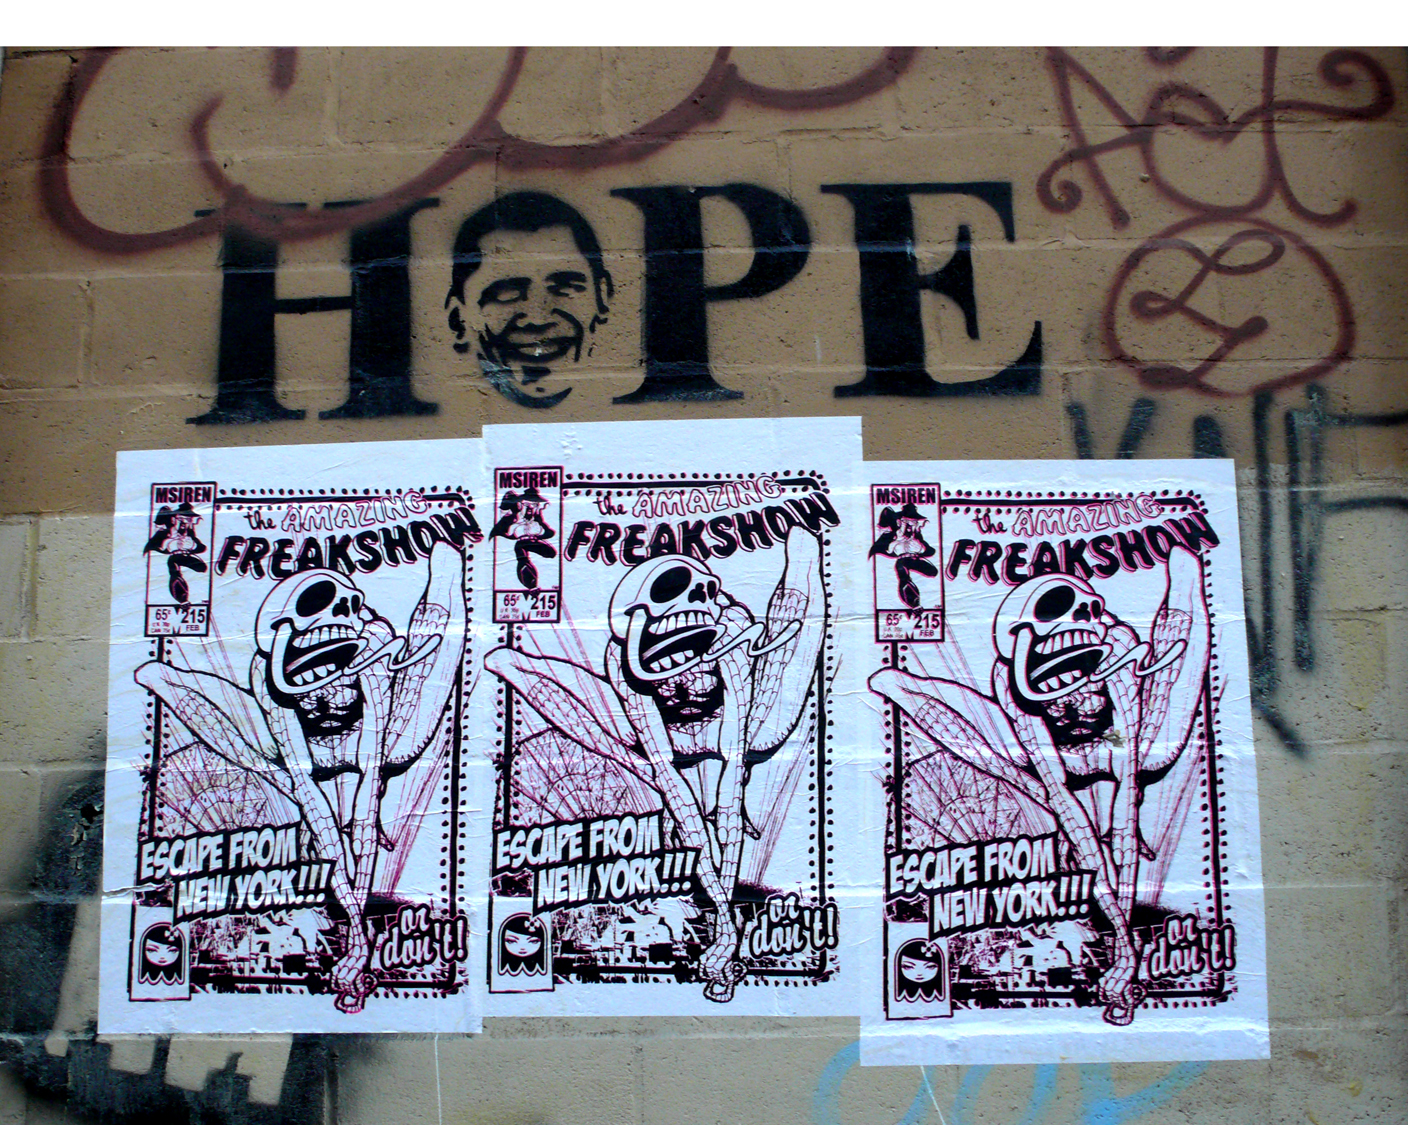 HOPE
MSIREN
the AMAZING
FREAKSHOW
65¢ 215
FEB
ESCAPE FROM
NEW YORK!!!
or
don't!
MSIREN
the AMAZING
FREAKSHOW
65¢ 215
FEB
ESCAPE FROM
NEW YORK!!!
or
don't!
MSIREN
the AMAZING
FREAKSHOW
65¢ 215
FEB
ESCAPE FROM
NEW YORK!!!
or
don't!